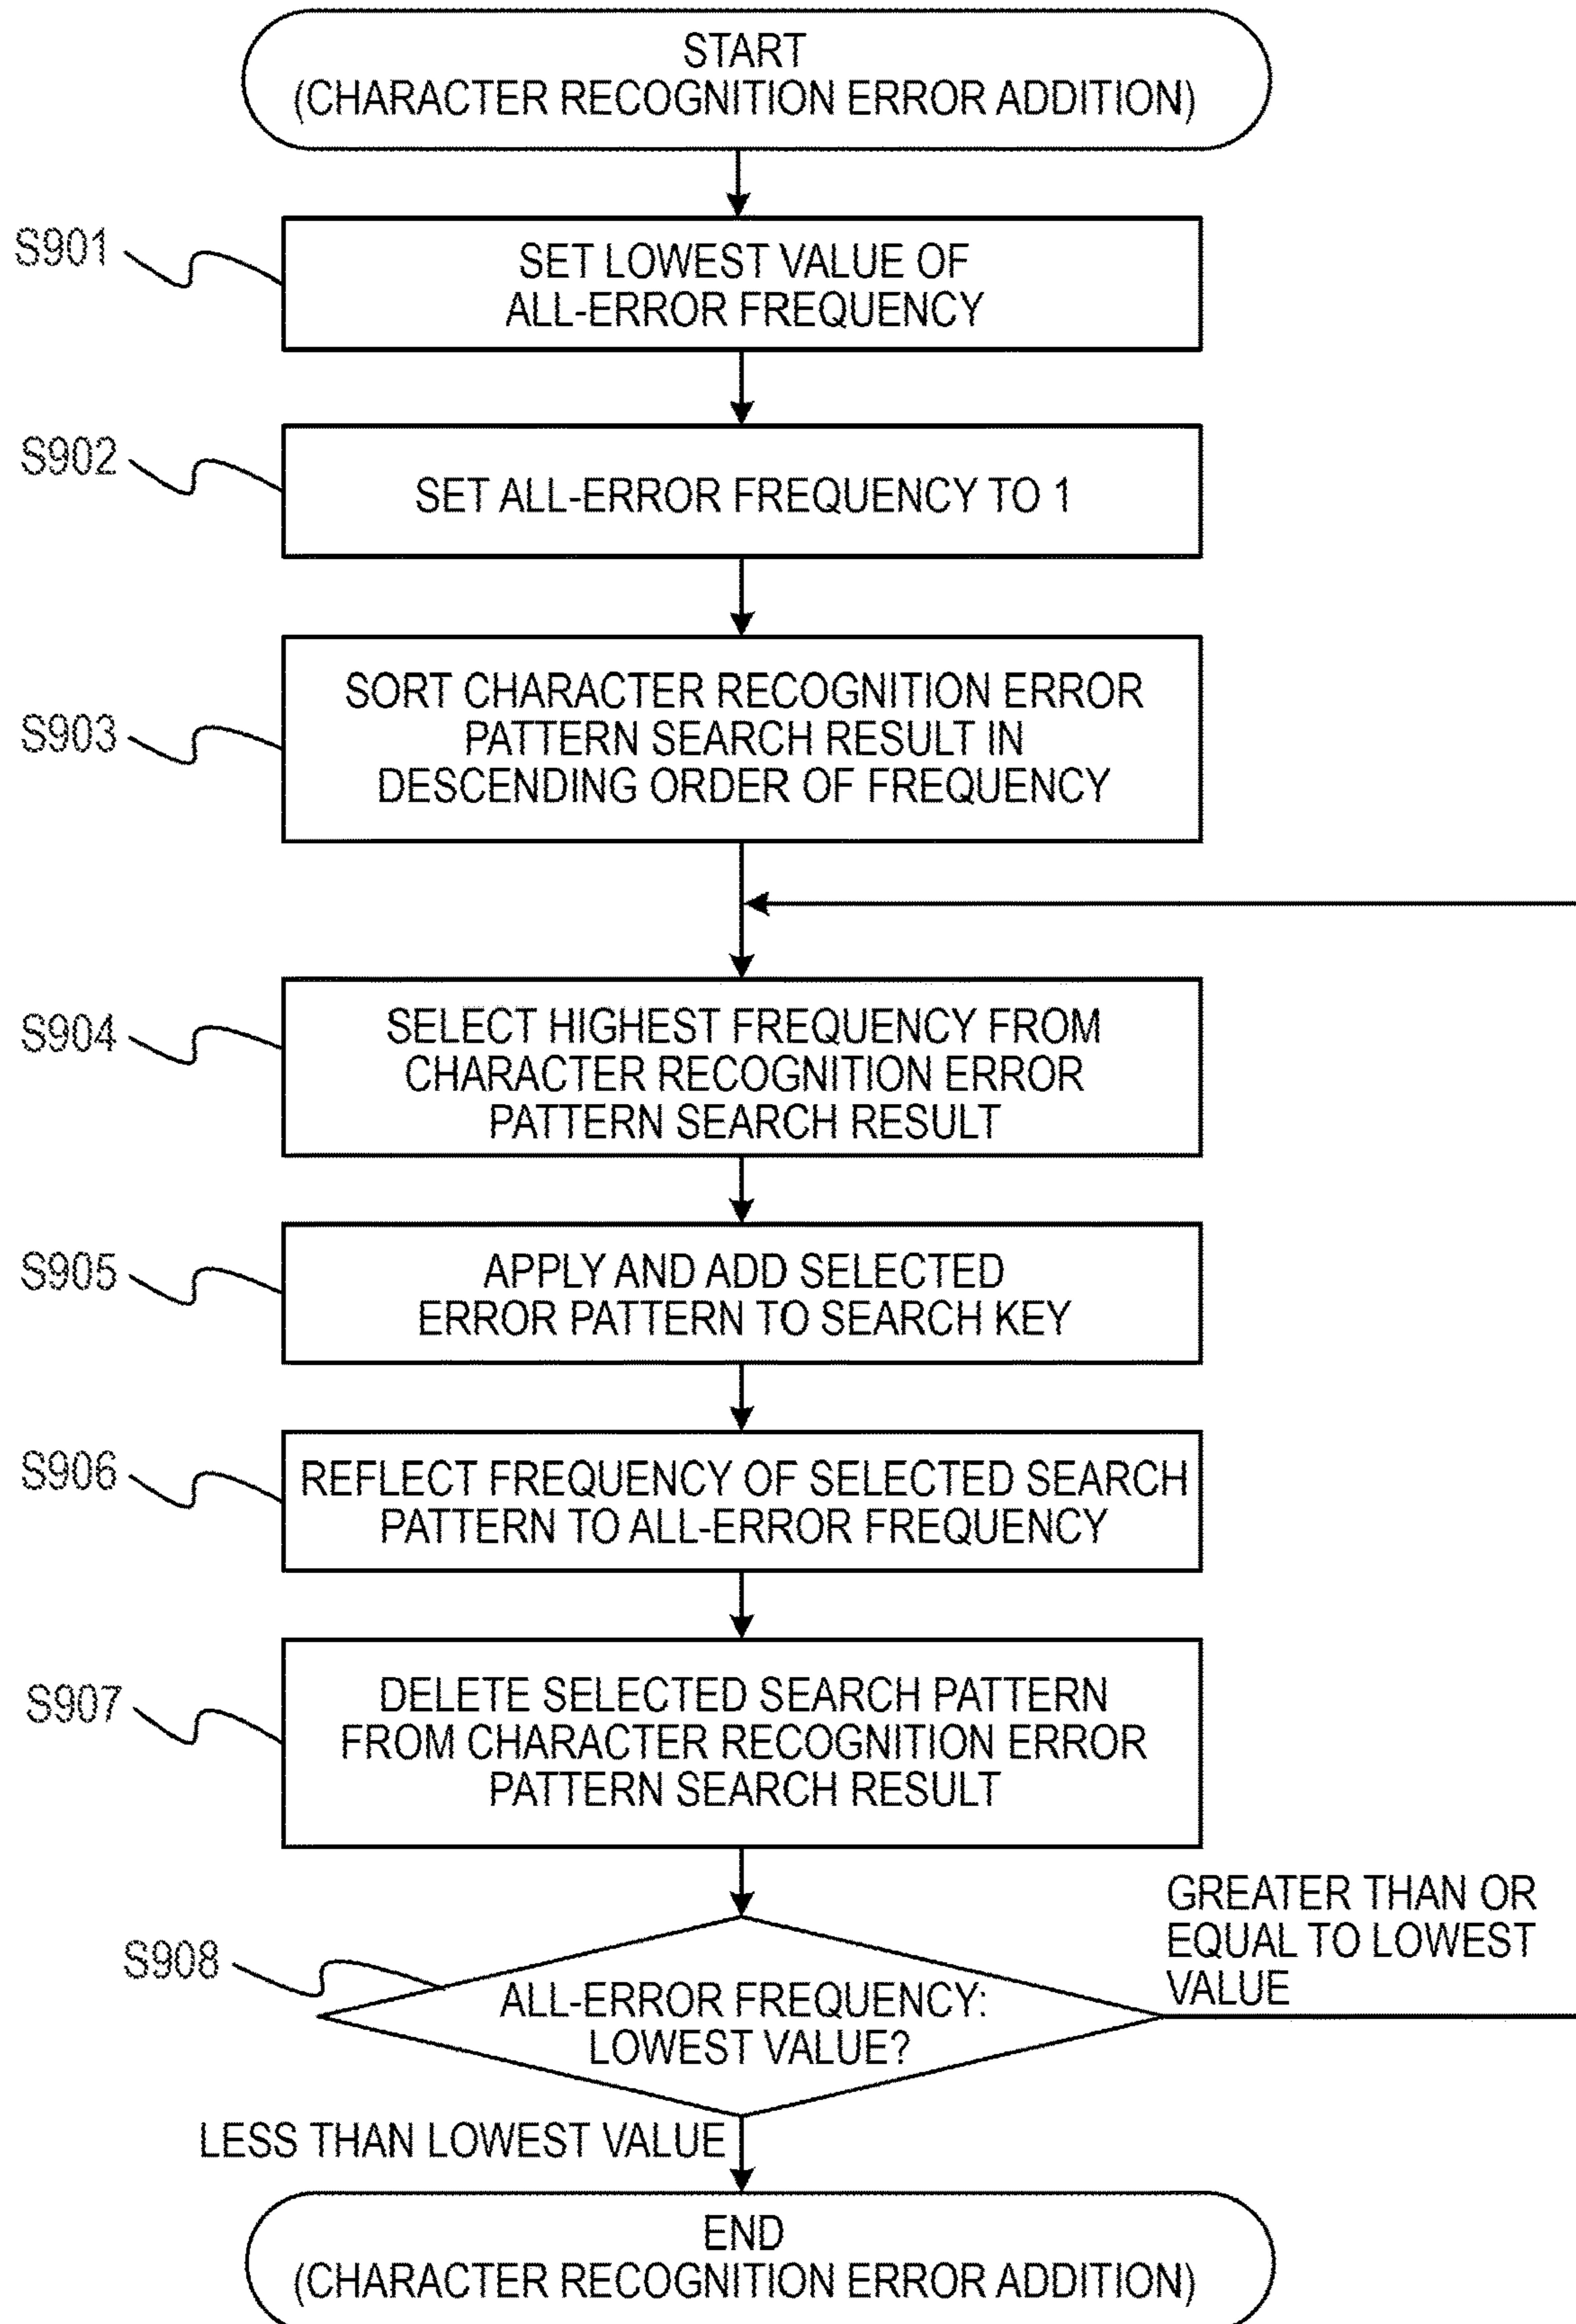 START
(CHARACTER RECOGNITION ERROR ADDITION)
S901
SET LOWEST VALUE OF
ALL-ERROR FREQUENCY
S902
SET ALL-ERROR FREQUENCY TO 1
S903
SORT CHARACTER RECOGNITION ERROR
PATTERN SEARCH RESULT IN
DESCENDING ORDER OF FREQUENCY
S904
SELECT HIGHEST FREQUENCY FROM
CHARACTER RECOGNITION ERROR
PATTERN SEARCH RESULT
S905
APPLY AND ADD SELECTED
ERROR PATTERN TO SEARCH KEY
S906
REFLECT FREQUENCY OF SELECTED SEARCH
PATTERN TO ALL-ERROR FREQUENCY
S907
DELETE SELECTED SEARCH PATTERN
FROM CHARACTER RECOGNITION ERROR
PATTERN SEARCH RESULT
S908
ALL-ERROR FREQUENCY:
LOWEST VALUE?
GREATER THAN OR
EQUAL TO LOWEST
VALUE
LESS THAN LOWEST VALUE
END
(CHARACTER RECOGNITION ERROR ADDITION)